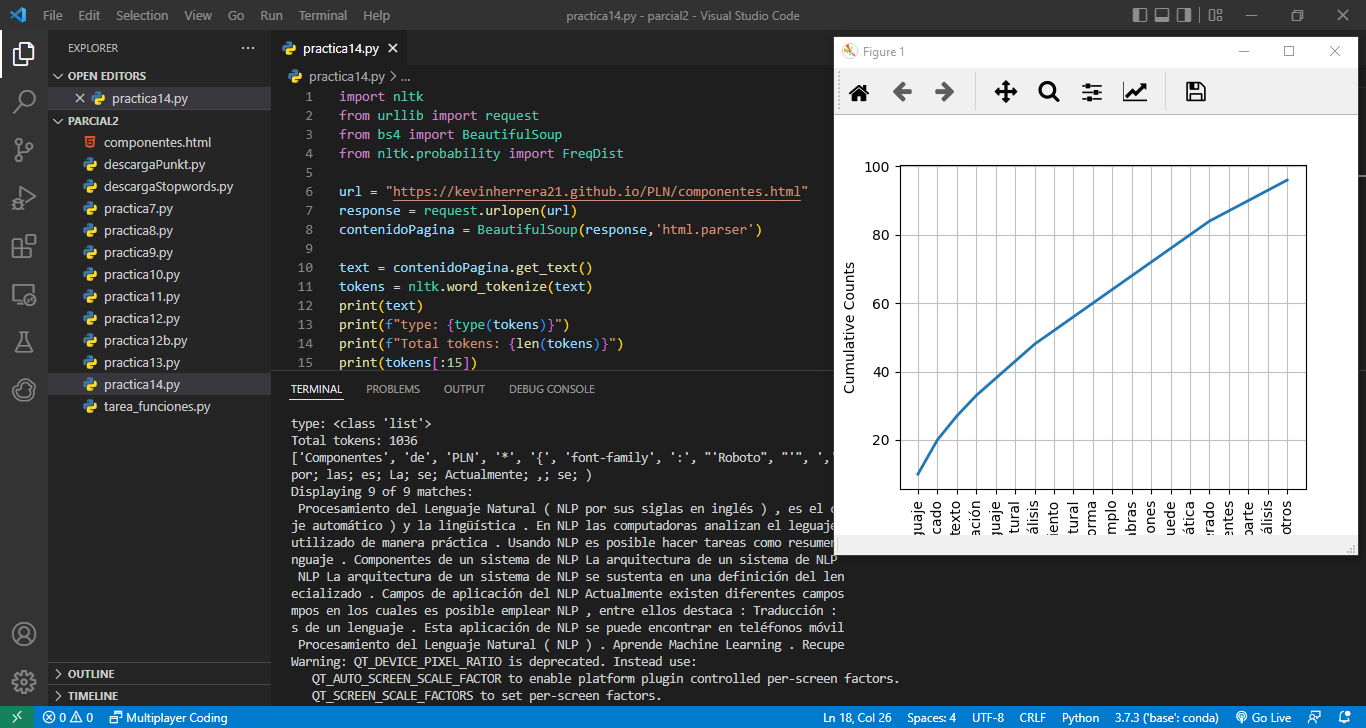 File Edit Selection View Go Run Terminal Help practica14.py - parcial2 - Visual Studio Code
EXPLORER
OPEN EDITORS
practica14.py
PARCIAL2
componentes.html
descargaPunkt.py
descargaStopwords.py
practica7.py
practica8.py
practica9.py
practica10.py
practica11.py
practica12.py
practica12b.py
practica13.py
practica14.py
tarea_funciones.py
OUTLINE
TIMELINE
practica14.py
practica14.py > ...
1 import nltk
2 from urllib import request
3 from bs4 import BeautifulSoup
4 from nltk.probability import FreqDist
5
6 url = "https://kevinherrera21.github.io/PLN/componentes.html"
7 response = request.urlopen(url)
8 contenidoPagina = BeautifulSoup(response,'html.parser')
9
10 text = contenidoPagina.get_text()
11 tokens = nltk.word_tokenize(text)
12 print(text)
13 print(f"type: {type(tokens)}")
14 print(f"Total tokens: {len(tokens)}")
15 print(tokens[:15])
TERMINAL PROBLEMS OUTPUT DEBUG CONSOLE
type: <class 'list'>
Total tokens: 1036
['Componentes', 'de', 'PLN', '*', '{', 'font-family', ':', "'Roboto", "'", ','
por; las; es; La; se; Actualmente; ,; se; )
Displaying 9 of 9 matches:
Procesamiento del Lenguaje Natural ( NLP por sus siglas en inglés ) , es el
je automático ) y la lingüística . En NLP las computadoras analizan el leguaje
utilizado de manera práctica . Usando NLP es posible hacer tareas como resumen
nguaje . Componentes de un sistema de NLP La arquitectura de un sistema de NLP
NLP La arquitectura de un sistema de NLP se sustenta en una definición del len
ecializado . Campos de aplicación del NLP Actualmente existen diferentes campos
mpos en los cuales es posible emplear NLP , entre ellos destaca : Traducción :
s de un lenguaje . Esta aplicación de NLP se puede encontrar en teléfonos móvil
Procesamiento del Lenguaje Natural ( NLP ) . Aprende Machine Learning . Recupe
Warning: QT_DEVICE_PIXEL_RATIO is deprecated. Instead use:
QT_AUTO_SCREEN_SCALE_FACTOR to enable platform plugin controlled per-screen factors.
QT_SCREEN_SCALE_FACTORS to set per-screen factors.
Figure 1
100
80
60
40
20
Cumulative Counts
guaje
cado
texto
ación
guaje
tural
álisis
iento
tural
orma
mplo
abras
ones
uede
ática
erado
entes
parte
álisis
otros
0 0 Multiplayer Coding Ln 18, Col 26 Spaces: 4 UTF-8 CRLF Python 3.7.3 ('base': conda) Go Live